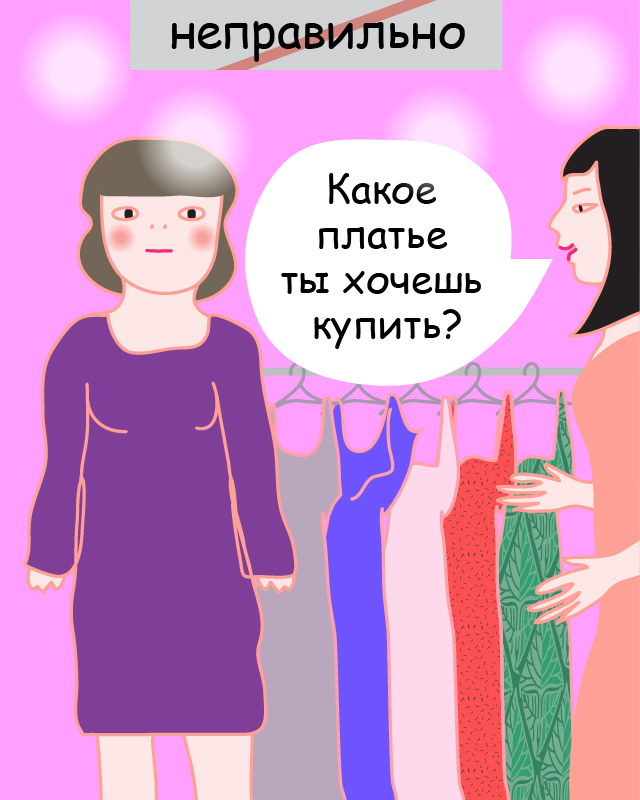 неправильно
Какое
платье
ты хочешь
купить?